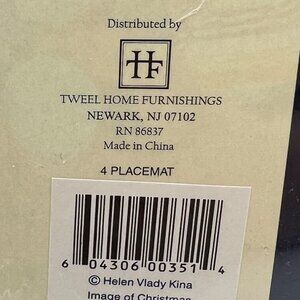 Distributed by
HF
TWEEL HOME FURNISHINGS
NEWARK, NJ 07102
RN 86837
Made in China
4 PLACEMAT
6 04306 00351 4
© Helen Vlady Kina
Image of Christmas